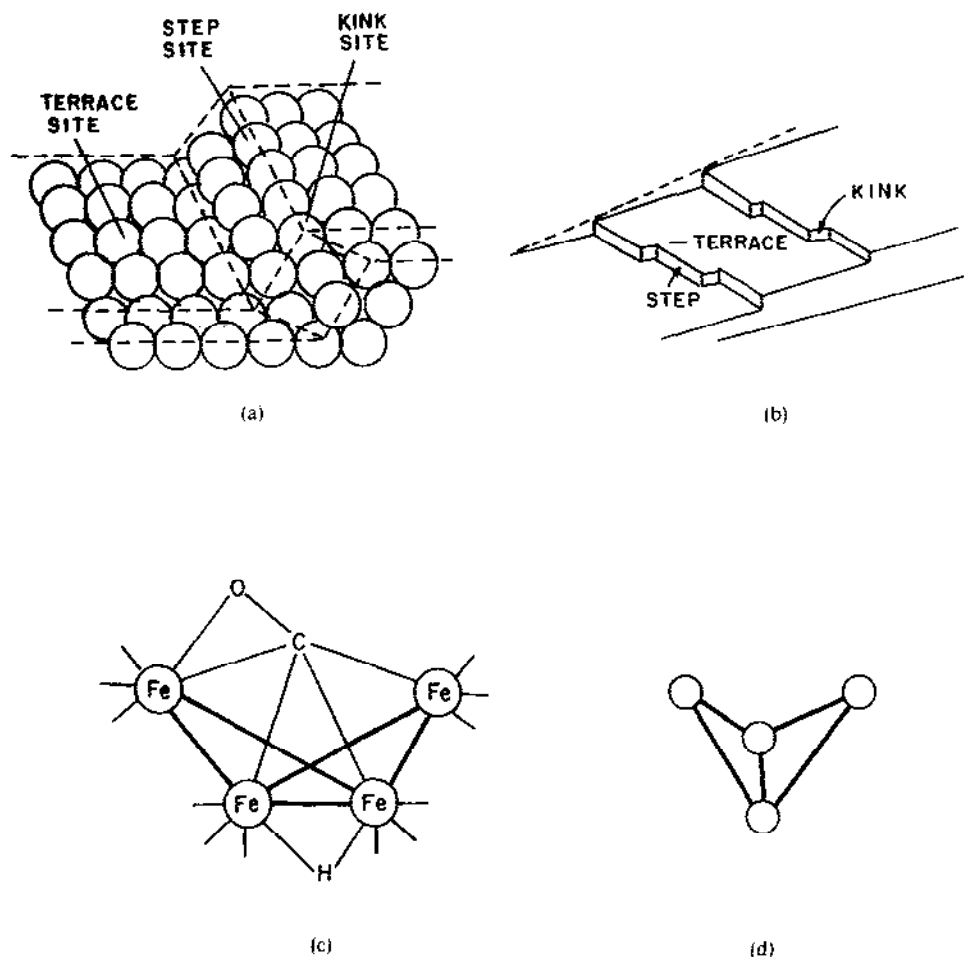 STEP
SITE
KINK
SITE
TERRACE
SITE
(a)
KINK
TERRACE
STEP
(b)
O
C
Fe
Fe
Fe
Fe
H
(c)
(d)